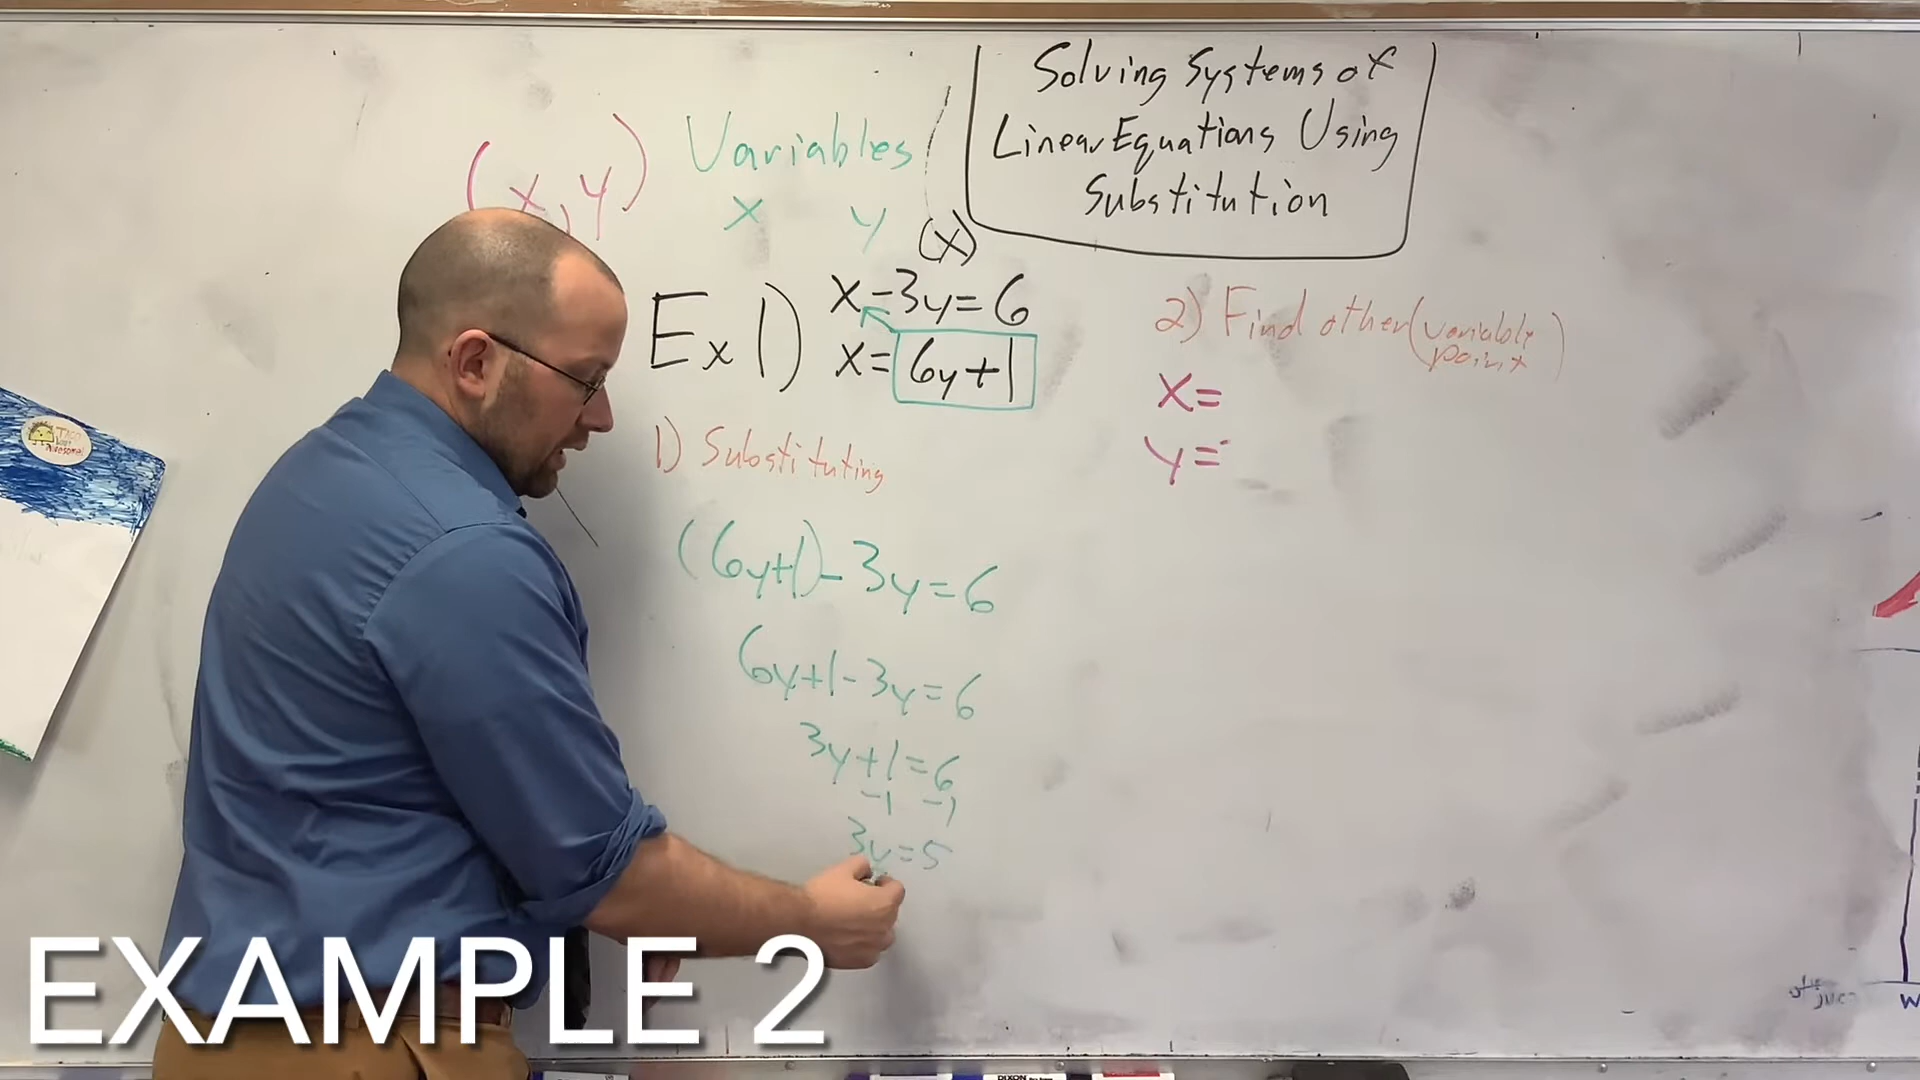 Solving Systems of
Linear Equations Using
Substitution
(x, y)
Variables
x y
(x)
Ex 1) x-3y=6
x= 6y+1
1) Substituting
(6y+1)-3y=6
6y+1-3y=6
3y+1=6
-1 -1
3y=5
2) Find other (variable
point)
x=
y=
Awesome!
DIXON
EXAMPLE 2